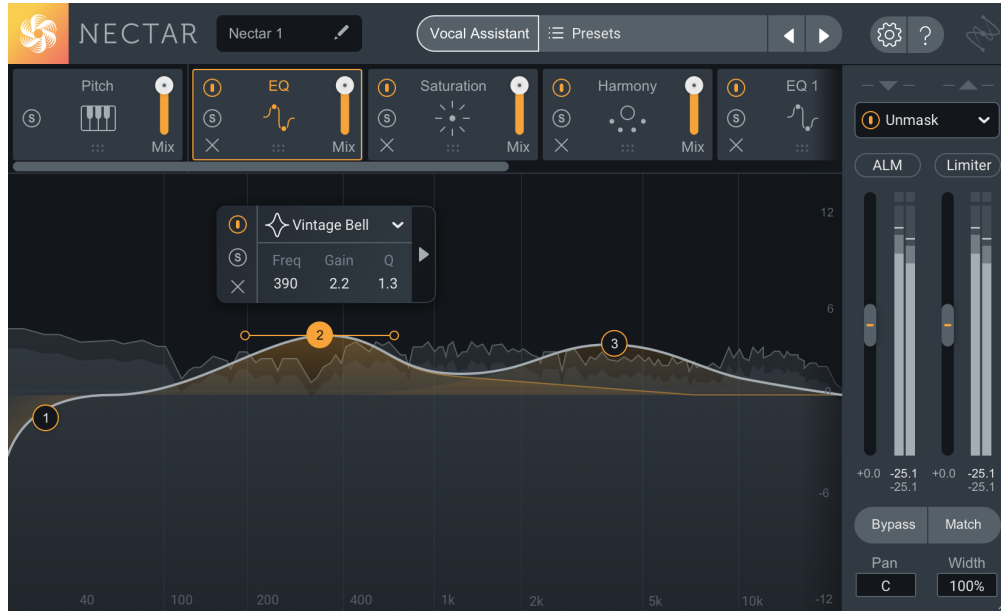 NECTAR
Nectar 1
Vocal Assistant
Presets
?
Pitch
S
Mix
EQ
S
Mix
Saturation
S
Mix
Harmony
S
Mix
EQ 1
S
Unmask
ALM
Limiter
Vintage Bell
S
Freq Gain Q
390 2.2 1.3
12
6
0
-6
-12
1
2
3
40 100 200 400 1k 2k 5k 10k
+0.0 -25.1 +0.0 -25.1
-25.1 -25.1
Bypass Match
Pan Width
C 100%